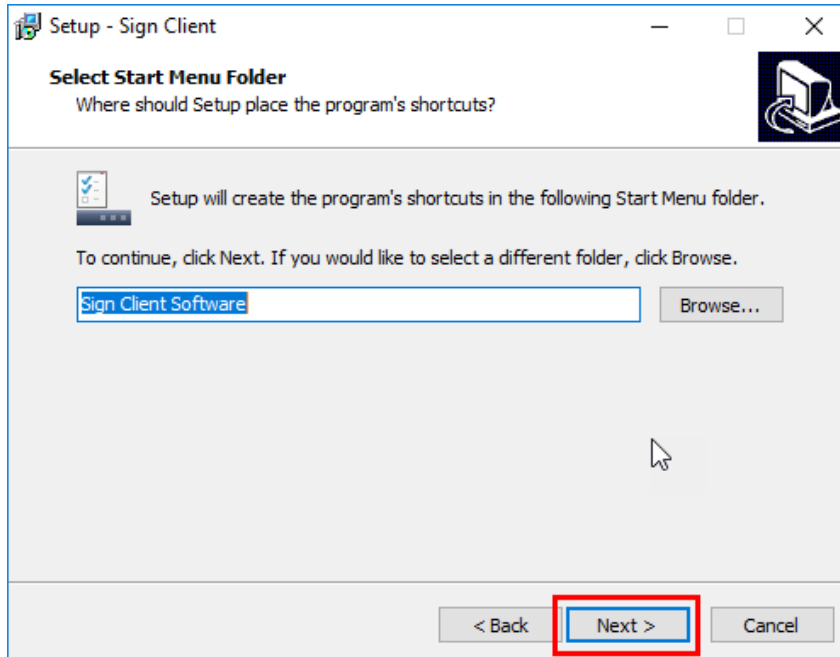 Setup - Sign Client
Select Start Menu Folder
Where should Setup place the program's shortcuts?
Setup will create the program's shortcuts in the following Start Menu folder.
To continue, click Next. If you would like to select a different folder, click Browse.
Sign Client Software
Browse...
< Back
Next >
Cancel